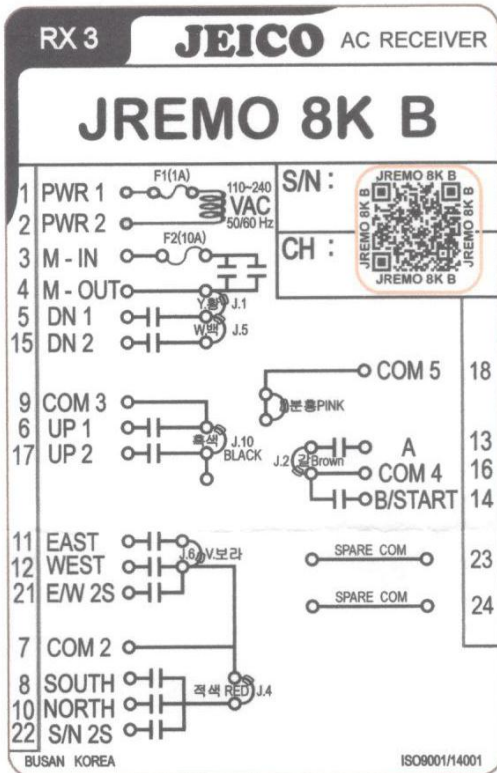 RX 3 JEICO AC RECEIVER
JREMO 8K B
S/N :
JREMO 8K B
JREMO 8K B
JREMO 8K B
JREMO 8K B
CH :
F1(1A)
1 PWR 1
110~240
VAC
50/60 Hz
2 PWR 2
F2(10A)
3 M - IN
4 M - OUT
Y.황 J.1
5 DN 1
W.백 J.5
15 DN 2
COM 5 18
분홍PINK
9 COM 3
6 UP 1
흑색 J.10
BLACK
17 UP 2
A 13
J.2 갈Brown
COM 4 16
B/START 14
11 EAST
J.6 V.보라
12 WEST
21 E/W 2S
SPARE COM 23
SPARE COM 24
7 COM 2
8 SOUTH
적색 RED J.4
10 NORTH
22 S/N 2S
BUSAN KOREA ISO9001/14001